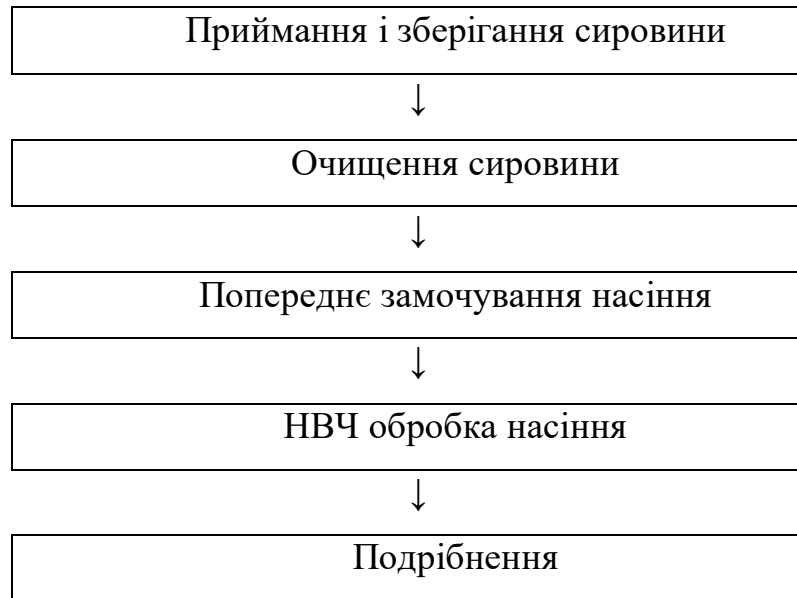 Приймання і зберігання сировини
↓
Очищення сировини
↓
Попереднє замочування насіння
↓
НВЧ обробка насіння
↓
Подрібнення